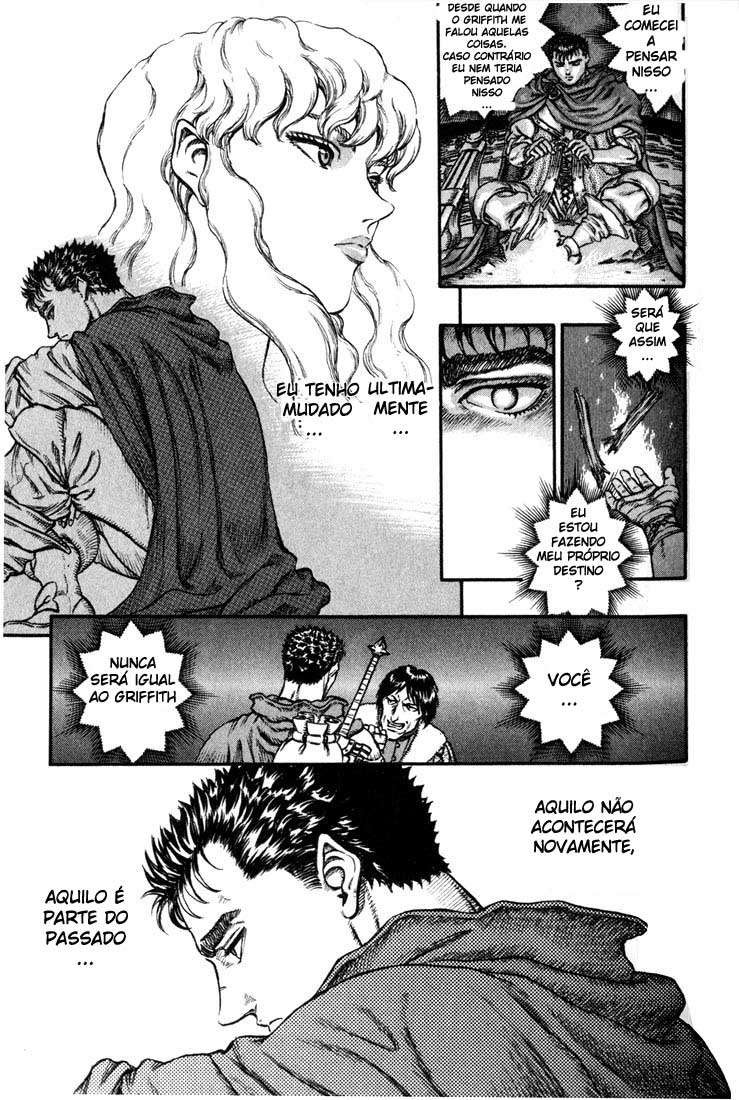 EU
COMECEI
A
PENSAR
NISSO
...
DESDE QUANDO
O GRIFFITH ME
FALOU AQUELAS
COISAS.
CASO CONTRÁRIO
EU NEM TERIA
PENSADO
NISSO
...
SERÁ
QUE
ASSIM
...
EU
ESTOU
FAZENDO
MEU PRÓPRIO
DESTINO
?
ULTIMA-
MENTE
...
EU TENHO
MUDADO
...
VOCÊ
...
NUNCA
SERÁ IGUAL
AO GRIFFITH
AQUILO NÃO
ACONTECERÁ
NOVAMENTE,
AQUILO É
PARTE DO
PASSADO
...